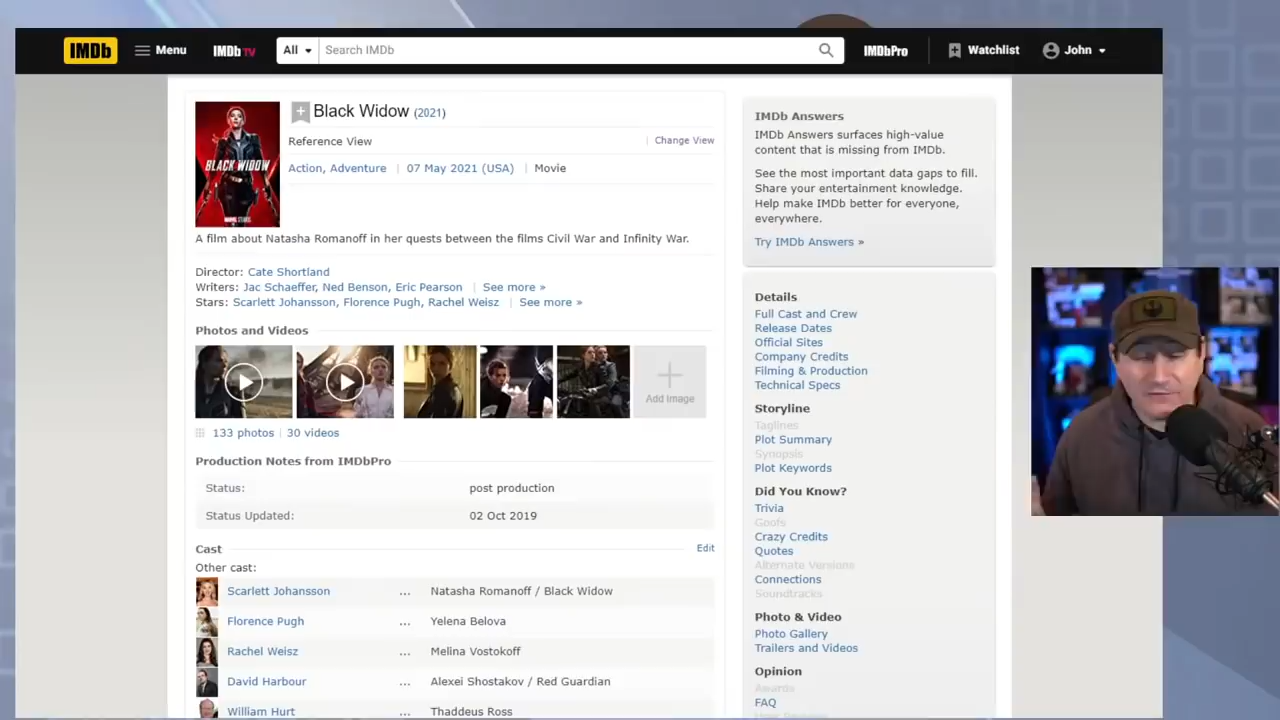 IMDb
Menu
IMDb TV
All
Search IMDb
IMDbPro
Watchlist
John
BLACK WIDOW
Black Widow (2021)
Reference View
Change View
Action, Adventure | 07 May 2021 (USA) | Movie
A film about Natasha Romanoff in her quests between the films Civil War and Infinity War.
Director: Cate Shortland
Writers: Jac Schaeffer, Ned Benson, Eric Pearson | See more »
Stars: Scarlett Johansson, Florence Pugh, Rachel Weisz | See more »
Photos and Videos
Add Image
133 photos | 30 videos
Production Notes from IMDbPro
Status: post production
Status Updated: 02 Oct 2019
Cast
Edit
Other cast:
Scarlett Johansson ... Natasha Romanoff / Black Widow
Florence Pugh ... Yelena Belova
Rachel Weisz ... Melina Vostokoff
David Harbour ... Alexei Shostakov / Red Guardian
William Hurt ... Thaddeus Ross
IMDb Answers
IMDb Answers surfaces high-value
content that is missing from IMDb.
See the most important data gaps to fill.
Share your entertainment knowledge.
Help make IMDb better for everyone,
everywhere.
Try IMDb Answers »
Details
Full Cast and Crew
Release Dates
Official Sites
Company Credits
Filming & Production
Technical Specs
Storyline
Taglines
Plot Summary
Synopsis
Plot Keywords
Did You Know?
Trivia
Goofs
Crazy Credits
Quotes
Alternate Versions
Connections
Soundtracks
Photo & Video
Photo Gallery
Trailers and Videos
Opinion
Awards
FAQ